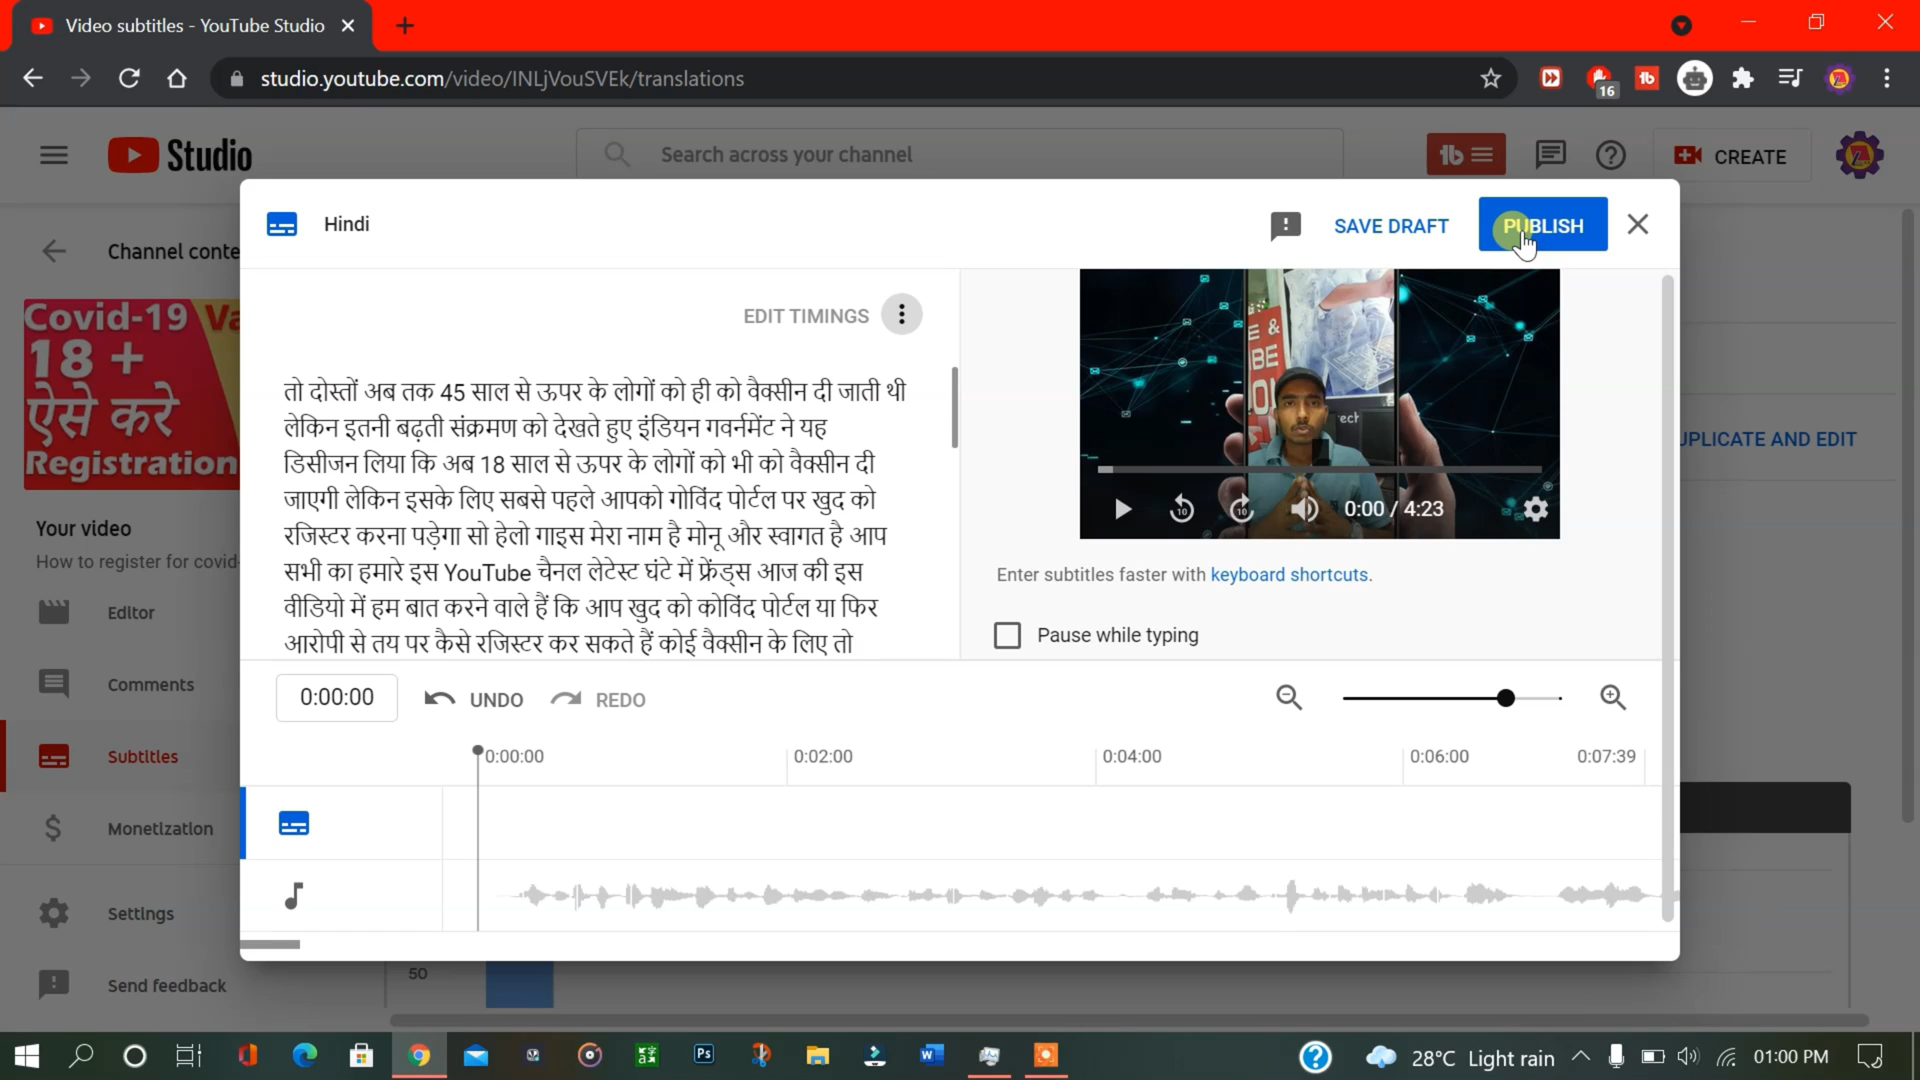 Video subtitles - YouTube Studio
studio.youtube.com/video/INLjVouSVEk/translations
16
Studio
Search across your channel
CREATE
Hindi
SAVE DRAFT
PUBLISH
Channel conte
EDIT TIMINGS
Covid-19 Va
18 +
ऐसे करे
Registration
तो दोस्तों अब तक 45 साल से ऊपर के लोगों को ही को वैक्सीन दी जाती थी
लेकिन इतनी बढ़ती संक्रमण को देखते हुए इंडियन गवर्नमेंट ने यह
डिसीजन लिया कि अब 18 साल से ऊपर के लोगों को भी को वैक्सीन दी
जाएगी लेकिन इसके लिए सबसे पहले आपको गोविंद पोर्टल पर खुद को
रजिस्टर करना पड़ेगा सो हेलो गाइस मेरा नाम है मोनू और स्वागत है आप
सभी का हमारे इस YouTube चैनल लेटेस्ट घंटे में फ्रेंड्स आज की इस
वीडियो में हम बात करने वाले हैं कि आप खुद को कोविंद पोर्टल या फिर
आरोपी से तय पर कैसे रजिस्टर कर सकते हैं कोई वैक्सीन के लिए तो
0:00 / 4:23
UPLICATE AND EDIT
Your video
How to register for covid-
Enter subtitles faster with keyboard shortcuts.
Pause while typing
Editor
Comments
Subtitles
Monetization
Settings
Send feedback
0:00:00
UNDO
REDO
0:00:00
0:02:00
0:04:00
0:06:00
0:07:39
50
28°C Light rain
01:00 PM